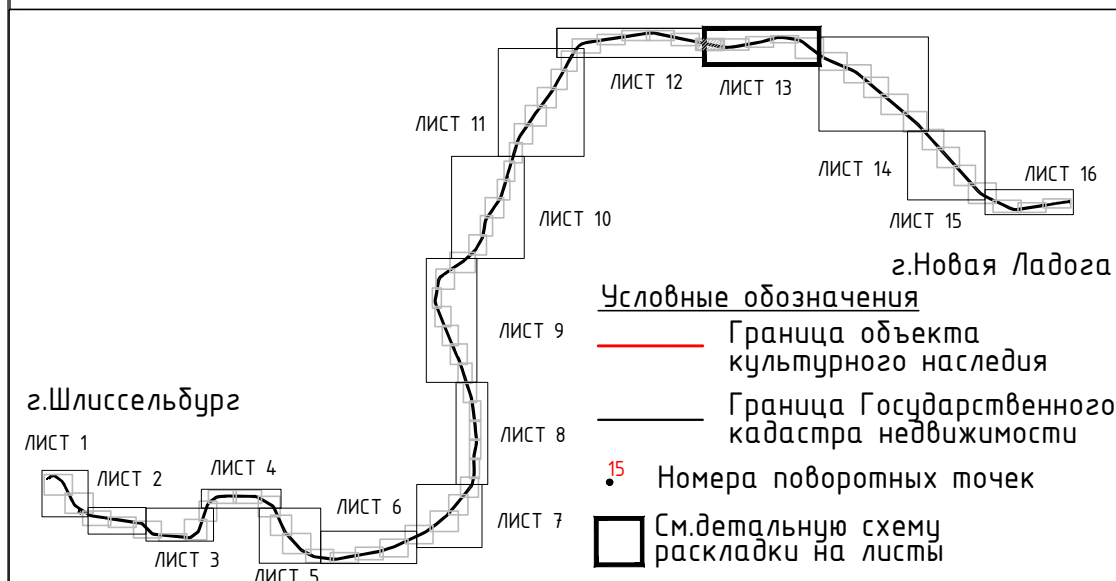 ЛИСТ 12
ЛИСТ 13
ЛИСТ 11
ЛИСТ 14
ЛИСТ 16
ЛИСТ 10
ЛИСТ 15
г.Новая Ладога
Условные обозначения
ЛИСТ 9
Граница объекта
культурного наследия
г.Шлиссельбург
Граница Государственного
кадастра недвижимости
ЛИСТ 8
ЛИСТ 1
ЛИСТ 2
ЛИСТ 4
15
Номера поворотных точек
ЛИСТ 6
ЛИСТ 7
См.детальную схему
раскладки на листы
ЛИСТ 3
ЛИСТ 5